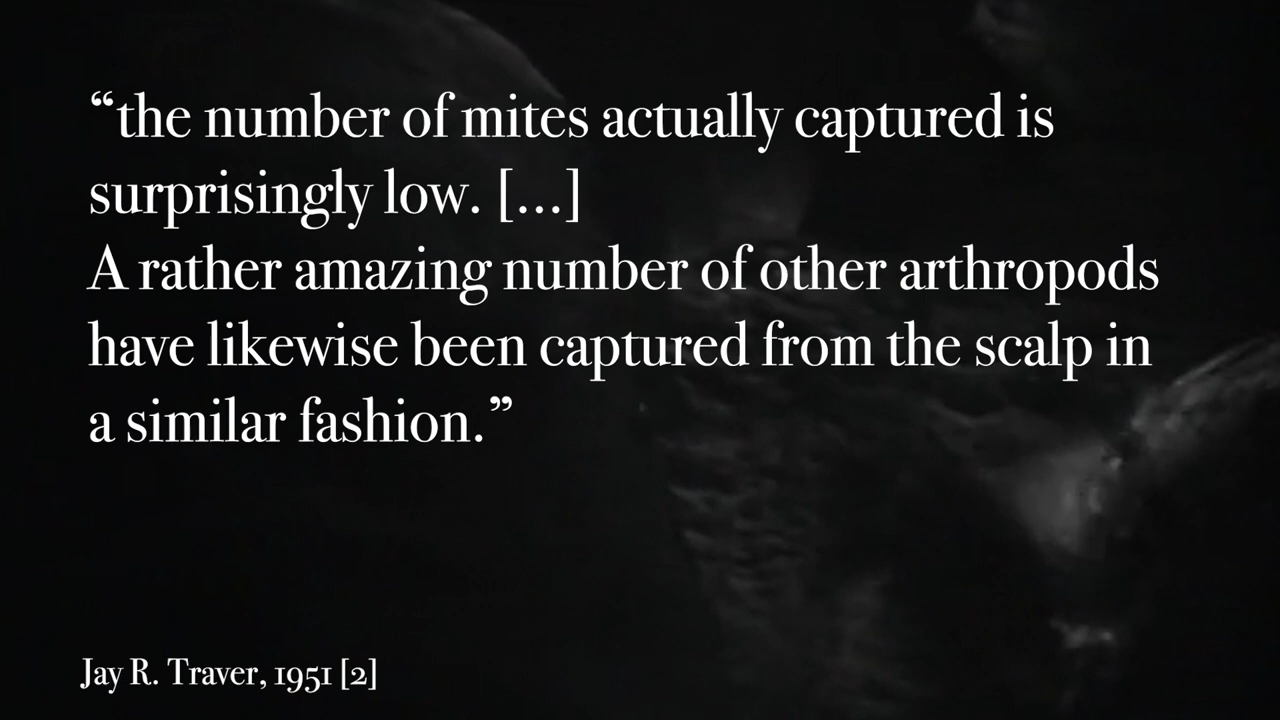 “the number of mites actually captured is
surprisingly low. [...]
A rather amazing number of other arthropods
have likewise been captured from the scalp in
a similar fashion.”
Jay R. Traver, 1951 [2]